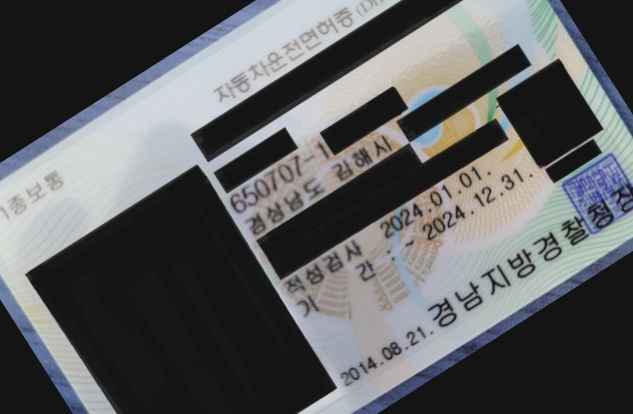 자동차운전면허증
1종보통
650707-1
경상남도 김해시
적성검사 2024.01.01.
기 간 : ~ 2024.12.31.
2014.08.21. 경남지방경찰청장